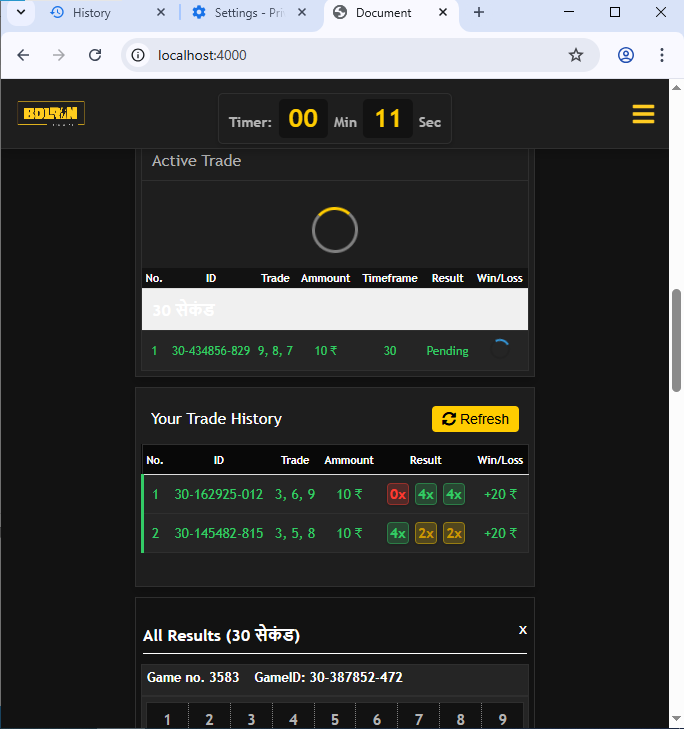 History
Settings - Pri
Document
localhost:4000
BDLRON
Timer: 00 Min 11 Sec
Active Trade
No. ID Trade Ammount Timeframe Result Win/Loss
30 सेकंड
1 30-434856-829 9, 8, 7 10 ₹ 30 Pending
Your Trade History
Refresh
No. ID Trade Ammount Result Win/Loss
1 30-162925-012 3, 6, 9 10 ₹ 0x 4x 4x +20 ₹
2 30-145482-815 3, 5, 8 10 ₹ 4x 2x 2x +20 ₹
All Results (30 सेकंड) x
Game no. 3583 GameID: 30-387852-472
1 2 3 4 5 6 7 8 9